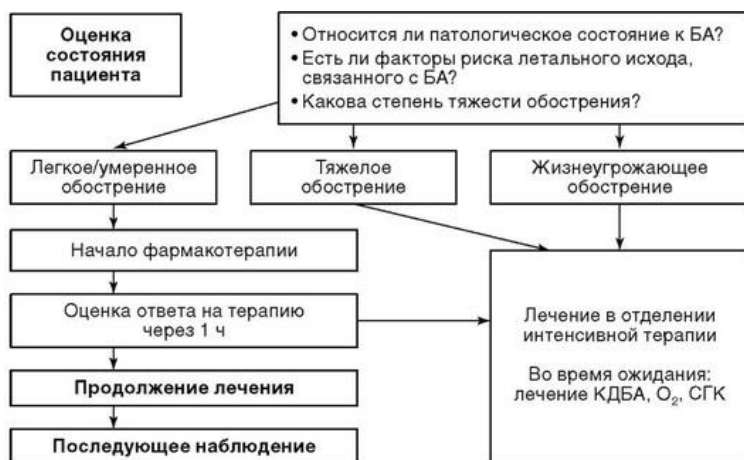 Оценка
состояния
пациента
• Относится ли патологическое состояние к БА?
• Есть ли факторы риска летального исхода,
связанного с БА?
• Какова степень тяжести обострения?
Легкое/умеренное
обострение
Тяжелое
обострение
Жизнеугрожающее
обострение
Начало фармакотерапии
Оценка ответа на терапию
через 1 ч
Продолжение лечения
Последующее наблюдение
Лечение в отделении
интенсивной терапии
Во время ожидания:
лечение КДБА, O₂, СГК